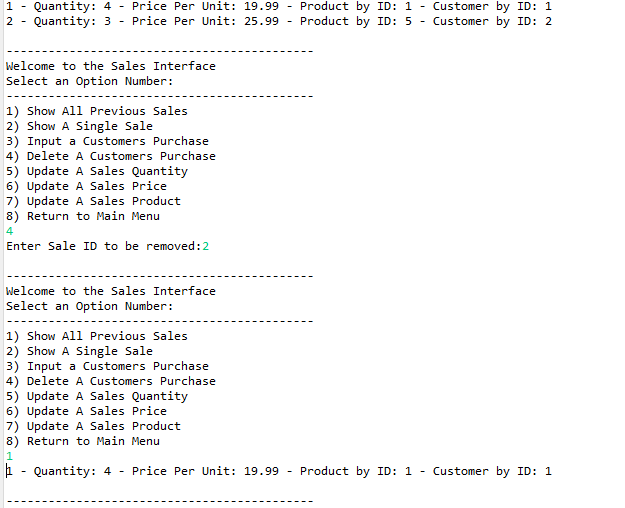 1 - Quantity: 4 - Price Per Unit: 19.99 - Product by ID: 1 - Customer by ID: 1
2 - Quantity: 3 - Price Per Unit: 25.99 - Product by ID: 5 - Customer by ID: 2
--------------------------------------------
Welcome to the Sales Interface
Select an Option Number:
--------------------------------------------
1) Show All Previous Sales
2) Show A Single Sale
3) Input a Customers Purchase
4) Delete A Customers Purchase
5) Update A Sales Quantity
6) Update A Sales Price
7) Update A Sales Product
8) Return to Main Menu
4
Enter Sale ID to be removed:2
--------------------------------------------
Welcome to the Sales Interface
Select an Option Number:
--------------------------------------------
1) Show All Previous Sales
2) Show A Single Sale
3) Input a Customers Purchase
4) Delete A Customers Purchase
5) Update A Sales Quantity
6) Update A Sales Price
7) Update A Sales Product
8) Return to Main Menu
1
1 - Quantity: 4 - Price Per Unit: 19.99 - Product by ID: 1 - Customer by ID: 1
--------------------------------------------